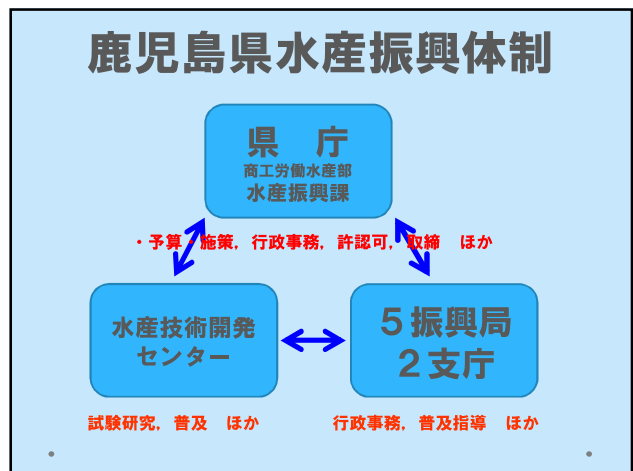 鹿児島県水産振興体制
県　庁
商工労働水産部
水産振興課
・予算・施策，行政事務，許認可，取締　ほか
水産技術開発
センター
５振興局
２支庁
試験研究，普及　ほか
行政事務，普及指導　ほか